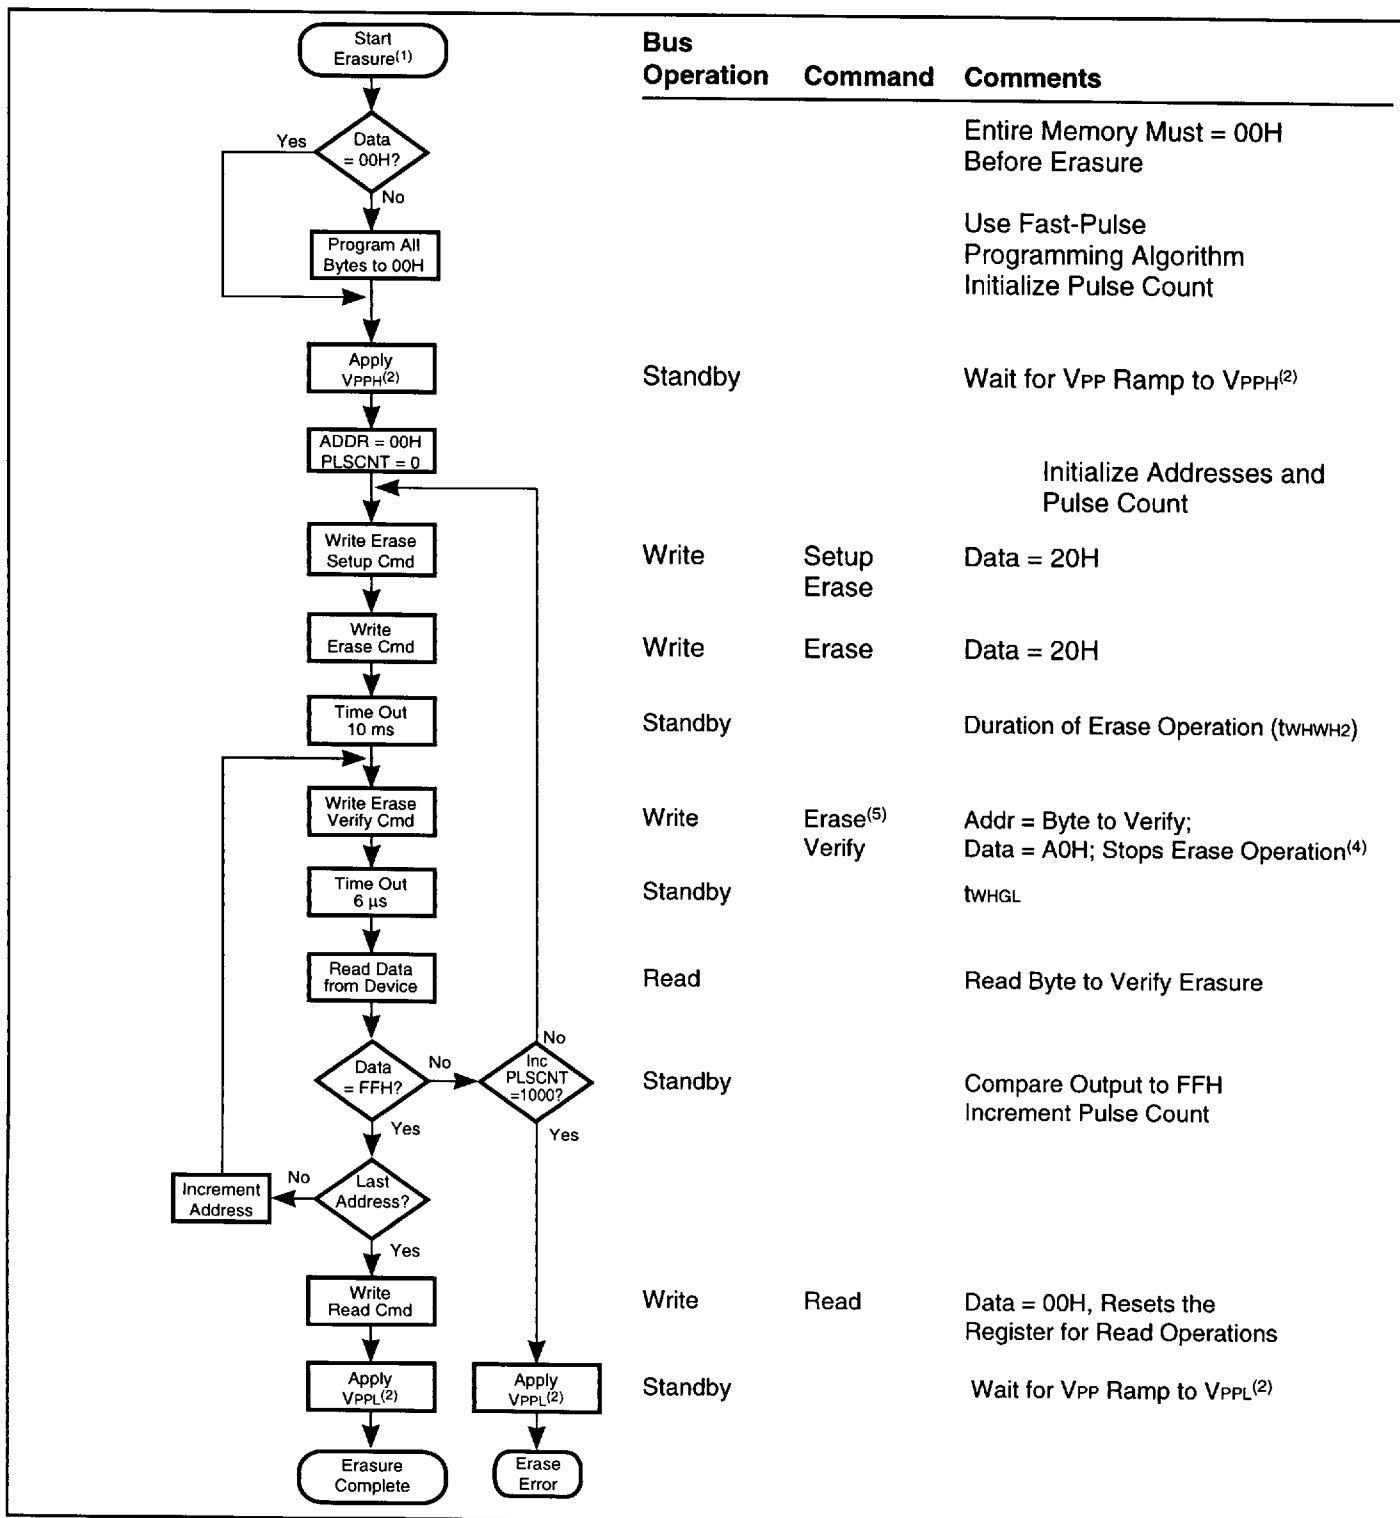 Start
Erasure(1)
Yes
Data
= 00H?
No
Program All
Bytes to 00H
Apply
VPPH(2)
ADDR = 00H
PLSCNT = 0
Write Erase
Setup Cmd
Write
Erase Cmd
Time Out
10 ms
Write Erase
Verify Cmd
Time Out
6 µs
Read Data
from Device
Data
= FFH?
No
No
Inc
PLSCNT
=1000?
Yes
Yes
Last
Address?
No
Increment
Address
Yes
Write
Read Cmd
Apply
VPPL(2)
Apply
VPPL(2)
Erasure
Complete
Erase
Error
Bus
Operation Command Comments
Entire Memory Must = 00H
Before Erasure
Use Fast-Pulse
Programming Algorithm
Initialize Pulse Count
Standby Wait for VPP Ramp to VPPH(2)
Initialize Addresses and
Pulse Count
Write Setup Data = 20H
Erase
Write Erase Data = 20H
Standby Duration of Erase Operation (tWHWH2)
Write Erase(5) Addr = Byte to Verify;
Verify Data = A0H; Stops Erase Operation(4)
Standby tWHGL
Read Read Byte to Verify Erasure
Standby Compare Output to FFH
Increment Pulse Count
Write Read Data = 00H, Resets the
Register for Read Operations
Standby Wait for VPP Ramp to VPPL(2)